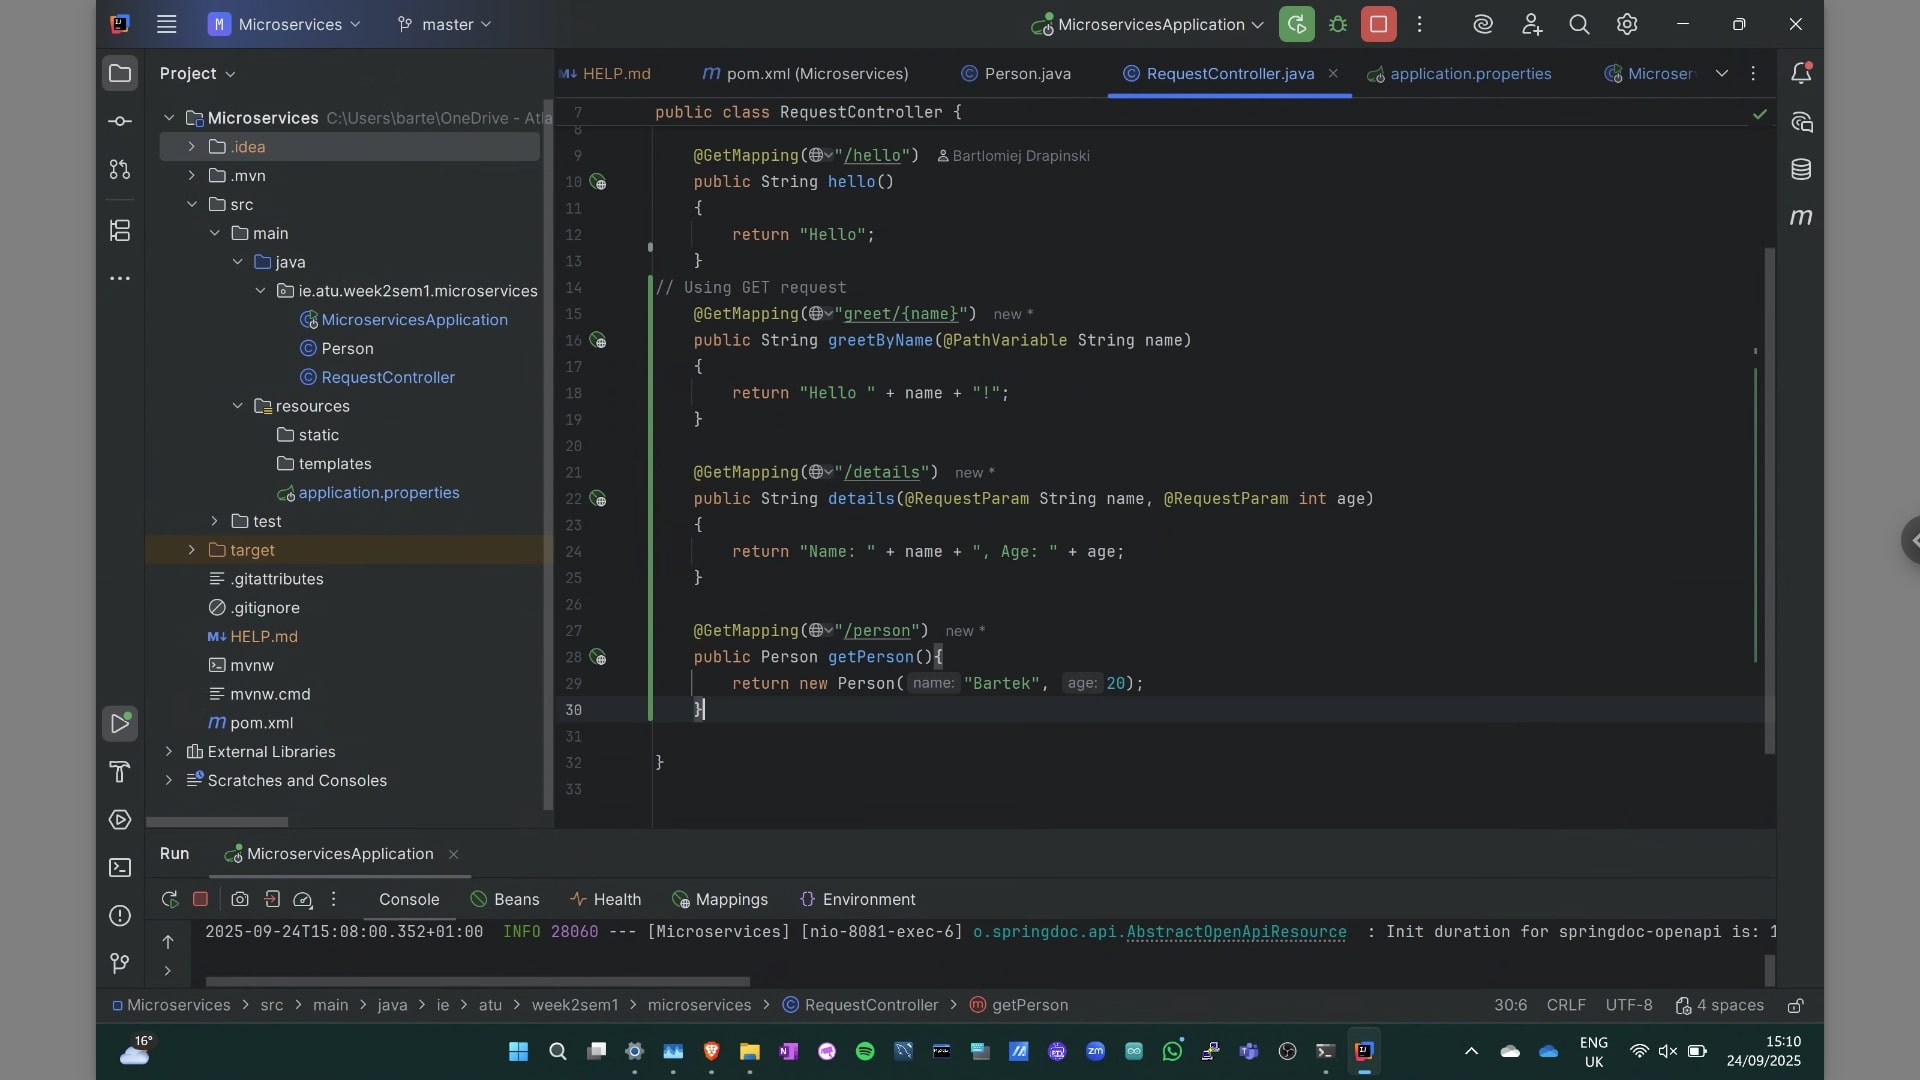 M Microservices
master
MicroservicesApplication
Project
HELP.md
pom.xml (Microservices)
Person.java
RequestController.java
application.properties
Microser
Microservices C:\Users\barte\OneDrive - Atla
.idea
.mvn
src
main
java
ie.atu.week2sem1.microservices
MicroservicesApplication
Person
RequestController
resources
static
templates
application.properties
test
target
.gitattributes
.gitignore
HELP.md
mvnw
mvnw.cmd
pom.xml
External Libraries
Scratches and Consoles
7 public class RequestController {
8
9 @GetMapping("/hello") Bartlomiej Drapinski
10 public String hello()
11 {
12 return "Hello";
13 }
14 // Using GET request
15 @GetMapping("greet/{name}") new *
16 public String greetByName(@PathVariable String name)
17 {
18 return "Hello " + name + "!";
19 }
20
21 @GetMapping("/details") new *
22 public String details(@RequestParam String name, @RequestParam int age)
23 {
24 return "Name: " + name + ", Age: " + age;
25 }
26
27 @GetMapping("/person") new *
28 public Person getPerson(){
29 return new Person( name: "Bartek", age: 20);
30 }
31
32 }
33
Run MicroservicesApplication
Console Beans Health Mappings Environment
2025-09-24T15:08:00.352+01:00 INFO 28060 --- [Microservices] [nio-8081-exec-6] o.springdoc.api.AbstractOpenApiResource : Init duration for springdoc-openapi is: 1
Microservices > src > main > java > ie > atu > week2sem1 > microservices > RequestController > getPerson
30:6 CRLF UTF-8 4 spaces
16°
ENG
UK
15:10
24/09/2025